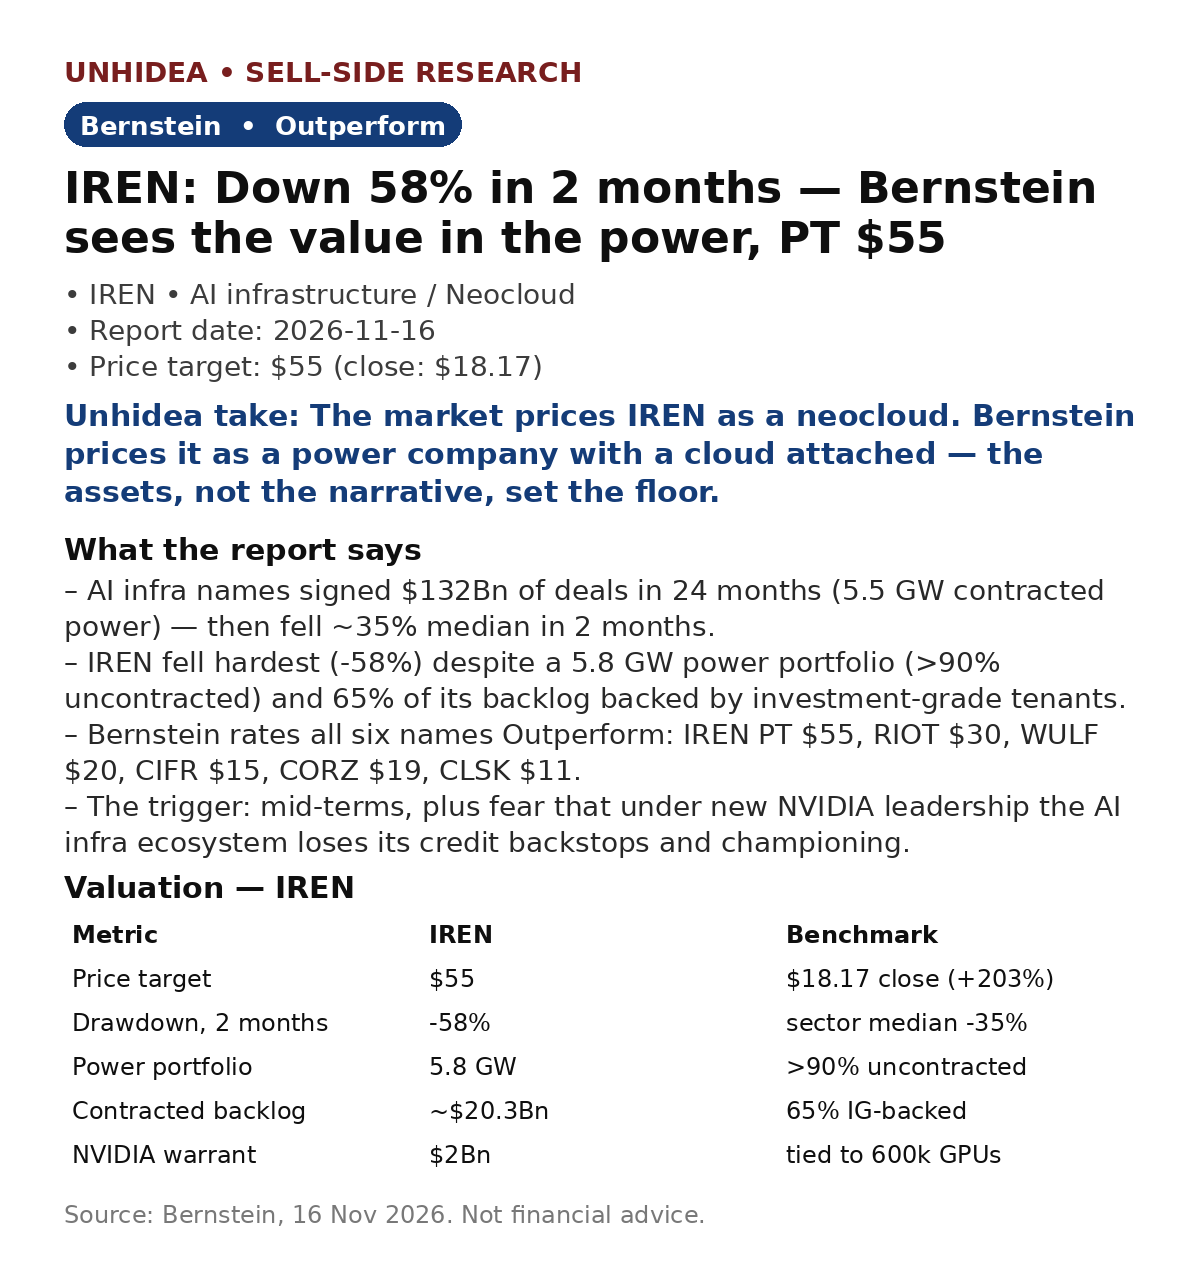 UNHIDEA • SELL-SIDE RESEARCH
Bernstein • Outperform
IREN: Down 58% in 2 months — Bernstein
sees the value in the power, PT $55
• IREN • AI infrastructure / Neocloud
• Report date: 2026-11-16
• Price target: $55 (close: $18.17)
Unhidea take: The market prices IREN as a neocloud. Bernstein
prices it as a power company with a cloud attached — the
assets, not the narrative, set the floor.
What the report says
– AI infra names signed $132Bn of deals in 24 months (5.5 GW contracted
power) — then fell ~35% median in 2 months.
– IREN fell hardest (-58%) despite a 5.8 GW power portfolio (>90%
uncontracted) and 65% of its backlog backed by investment-grade tenants.
– Bernstein rates all six names Outperform: IREN PT $55, RIOT $30, WULF
$20, CIFR $15, CORZ $19, CLSK $11.
– The trigger: mid-terms, plus fear that under new NVIDIA leadership the AI
infra ecosystem loses its credit backstops and championing.
Valuation — IREN
Metric IREN Benchmark
Price target $55 $18.17 close (+203%)
Drawdown, 2 months -58% sector median -35%
Power portfolio 5.8 GW >90% uncontracted
Contracted backlog ~$20.3Bn 65% IG-backed
NVIDIA warrant $2Bn tied to 600k GPUs
Source: Bernstein, 16 Nov 2026. Not financial advice.